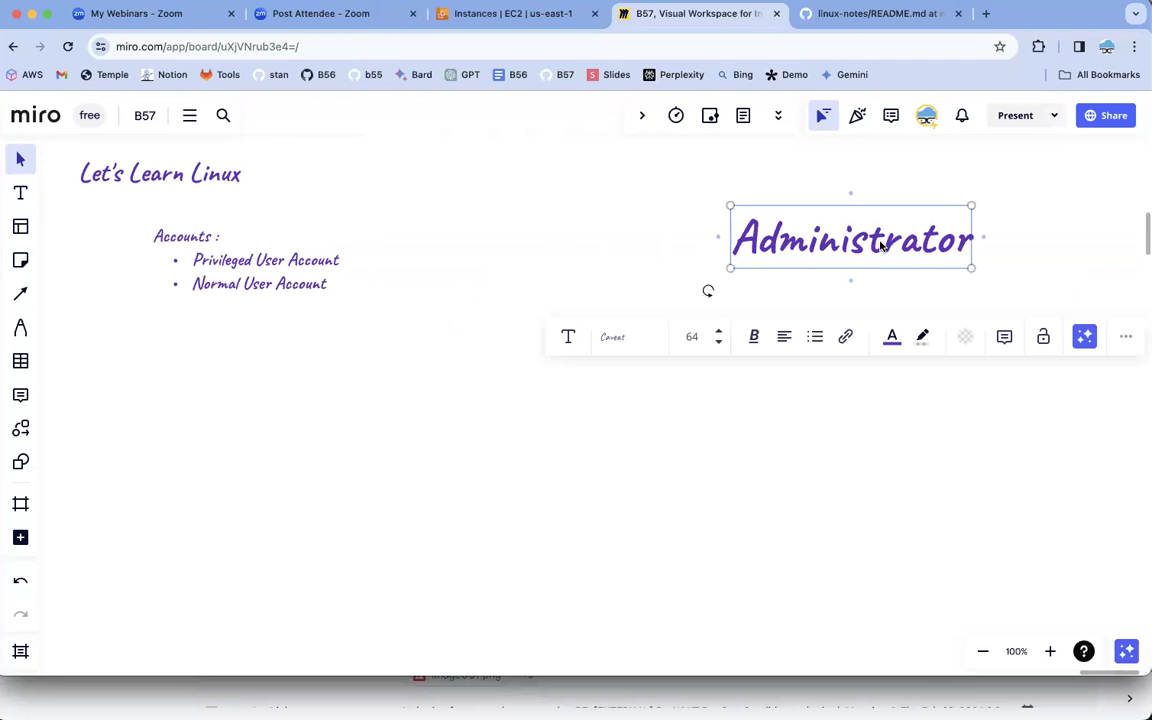 My Webinars - Zoom
Post Attendee - Zoom
Instances | EC2 | us-east-1
B57, Visual Workspace for In
linux-notes/README.md at
miro.com/app/board/uXjVNrub3e4=/
AWS
Temple
Notion
Tools
stan
B56
b55
Bard
GPT
B56
B57
Slides
Perplexity
Bing
Demo
Gemini
All Bookmarks
miro
free
B57
Present
Share
Let's Learn Linux
Administrator
Accounts :
• Privileged User Account
• Normal User Account
Caveat
64
B
A
100%